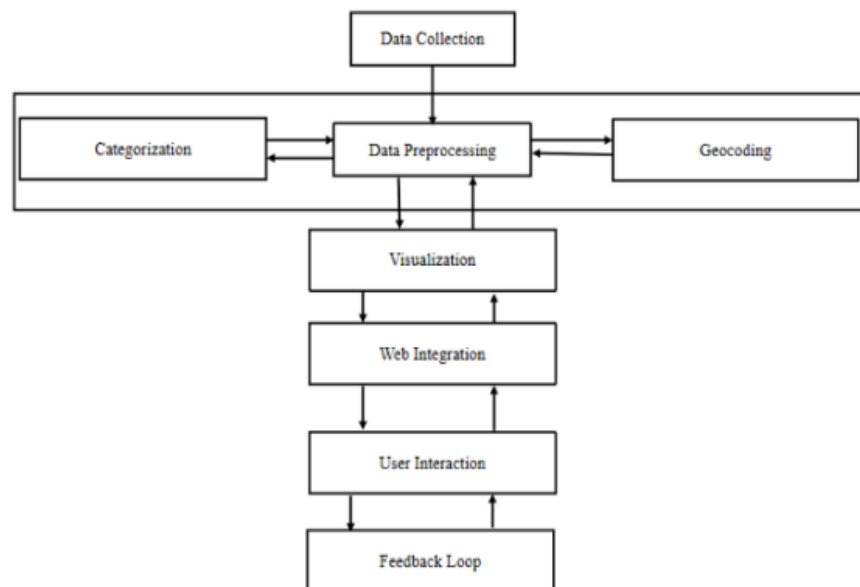 Data Collection
Categorization
Data Preprocessing
Geocoding
Visualization
Web Integration
User Interaction
Feedback Loop